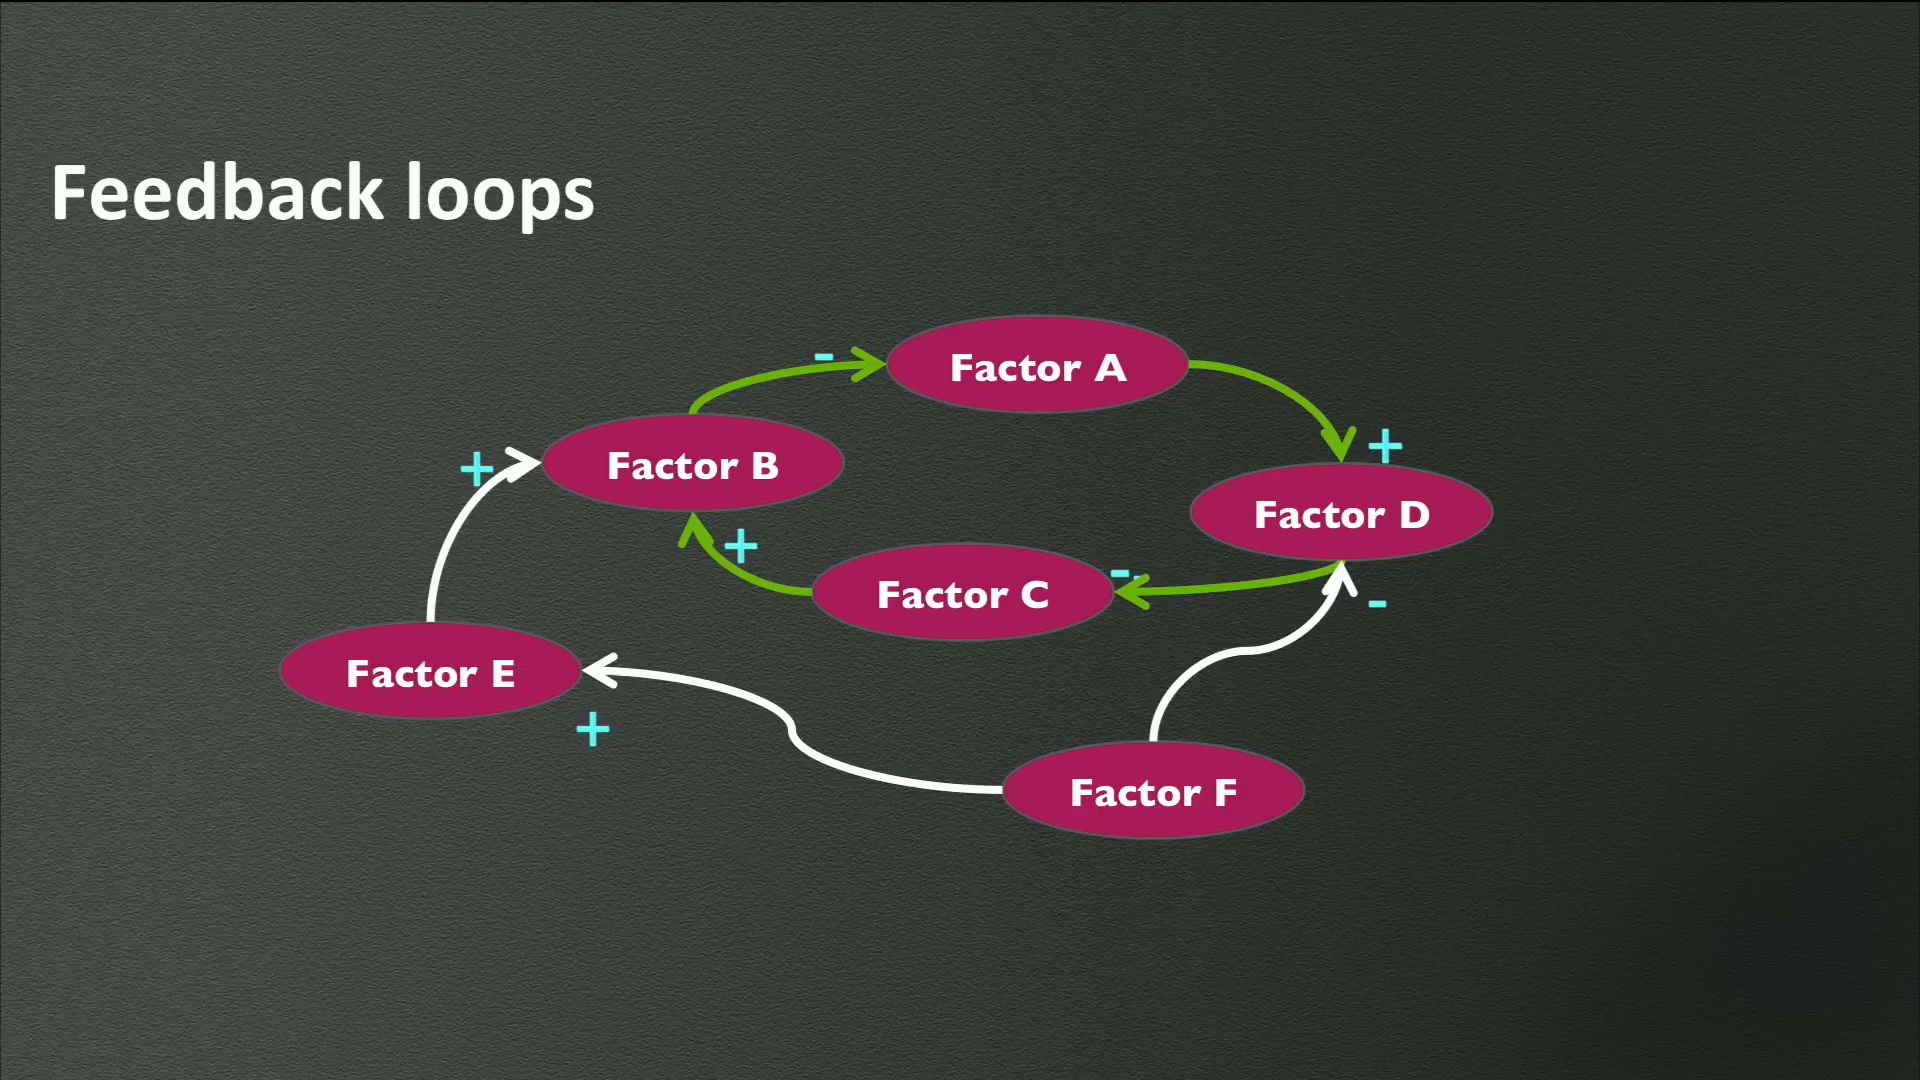 Feedback loops
Factor A
-
+
Factor B
+
Factor D
+
Factor C
-
-
Factor E
+
Factor F